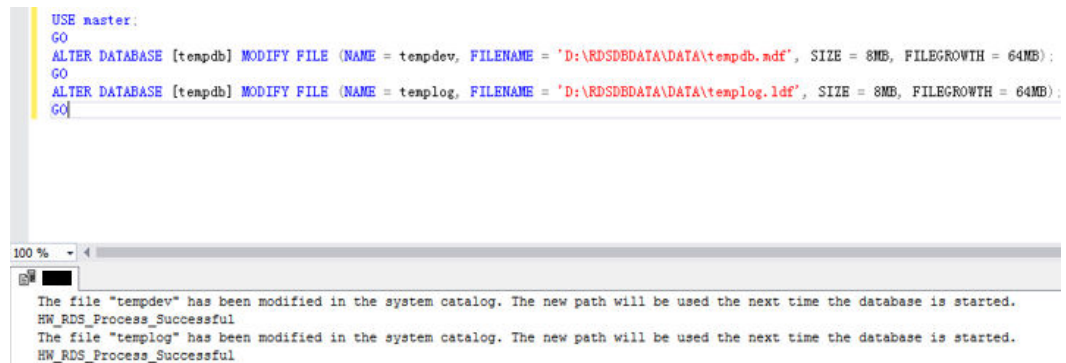 USE master;
GO
ALTER DATABASE [tempdb] MODIFY FILE (NAME = tempdev, FILENAME = 'D:\RDSDBDATA\DATA\tempdb.mdf', SIZE = 8MB, FILEGROWTH = 64MB);
GO
ALTER DATABASE [tempdb] MODIFY FILE (NAME = templog, FILENAME = 'D:\RDSDBDATA\DATA\templog.ldf', SIZE = 8MB, FILEGROWTH = 64MB);
GO
100 %
The file "tempdev" has been modified in the system catalog. The new path will be used the next time the database is started.
HW_RDS_Process_Successful
The file "templog" has been modified in the system catalog. The new path will be used the next time the database is started.
HW_RDS_Process_Successful